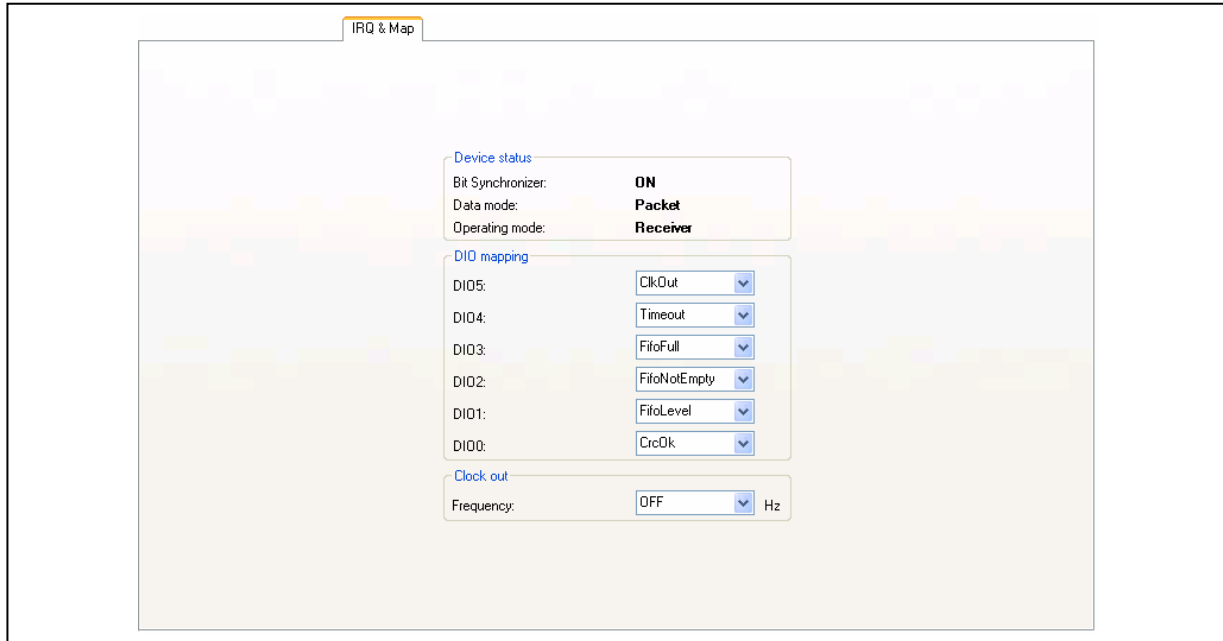 IRQ & Map
Device status
Bit Synchronizer: ON
Data mode: Packet
Operating mode: Receiver
DIO mapping
DIO5: ClkOut
DIO4: Timeout
DIO3: FifoFull
DIO2: FifoNotEmpty
DIO1: FifoLevel
DIO0: CrcOk
Clock out
Frequency: OFF Hz